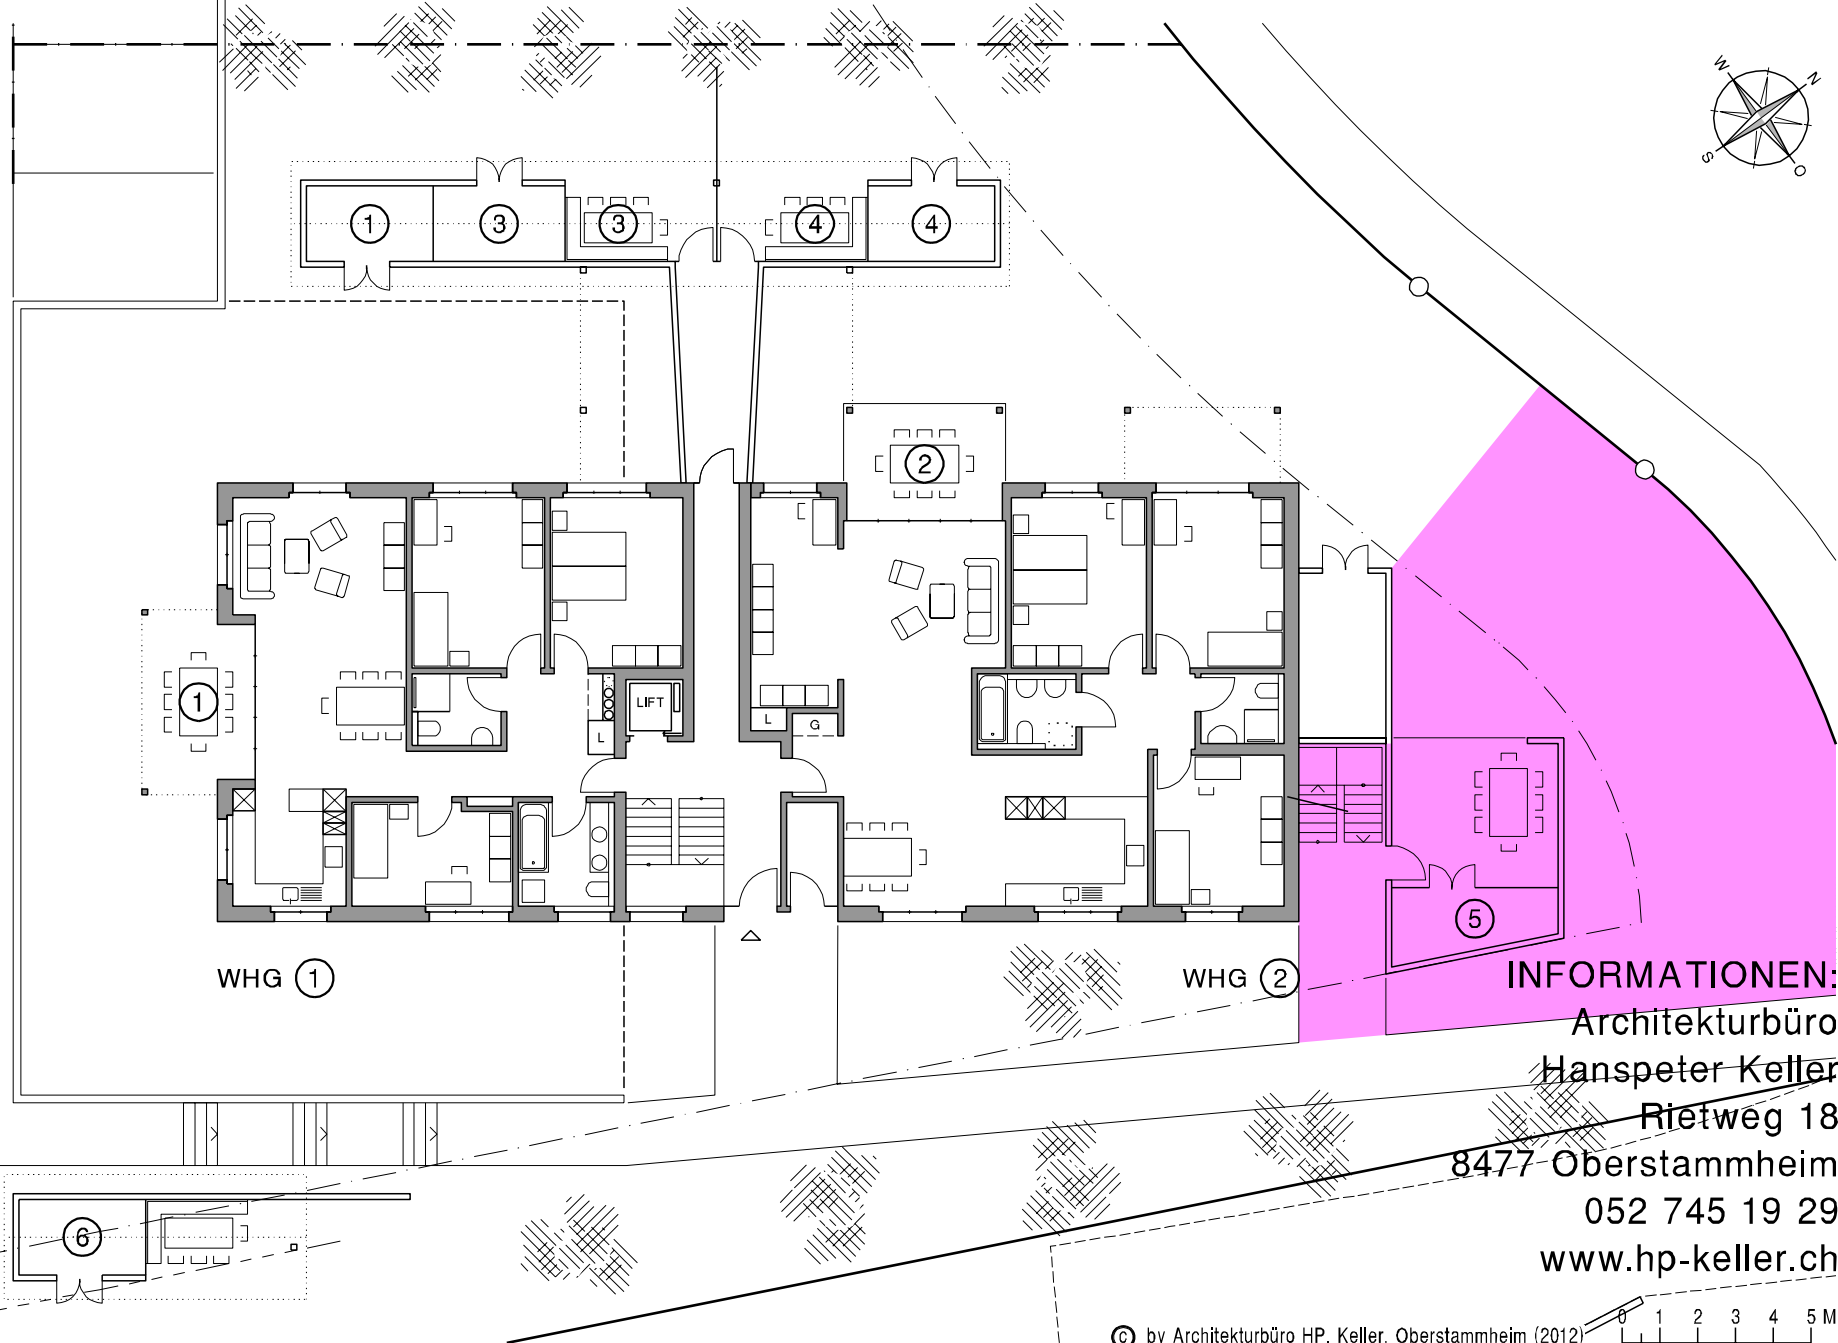 W
N
S
O
1
3
3
4
4
2
1
LIFT
L
L
G
5
WHG 1
WHG 2
INFORMATIONEN:
Architekturbüro
Hanspeter Keller
Rietweg 18
8477 Oberstammheim
052 745 19 29
www.hp-keller.ch
6
0 1 2 3 4 5 M
© by Architekturbüro HP. Keller, Oberstammheim (2012)